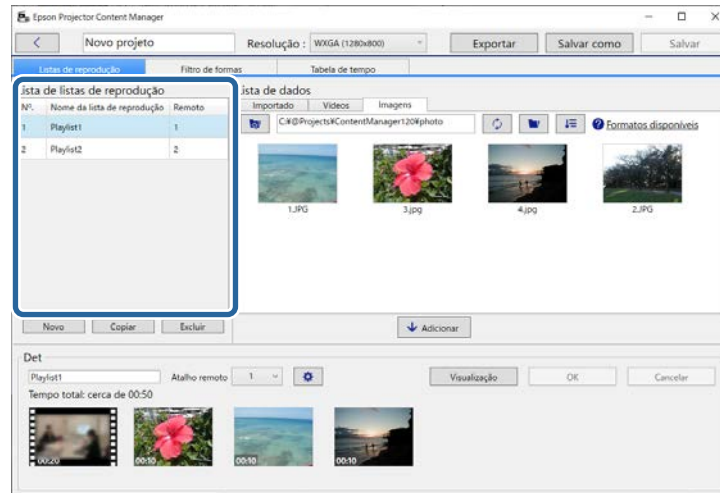 Epson Projector Content Manager
Novo projeto
Resolução : WXGA (1280x800)
Exportar
Salvar como
Salvar
Listas de reprodução
Filtro de formas
Tabela de tempo
ista de listas de reprodução
Nº. Nome da lista de reprodução Remoto
1 Playlist1 1
2 Playlist2 2
Novo
Copiar
Excluir
ista de dados
Importado
Vídeos
Imagens
C:¥@Projects¥ContentManager120¥photo
Formatos disponíveis
1.JPG
3.jpg
4.jpg
2.JPG
Adicionar
Det
Playlist1
Atalho remoto 1
Visualização
OK
Cancelar
Tempo total: cerca de 00:50
00:20
00:10
00:10
00:10